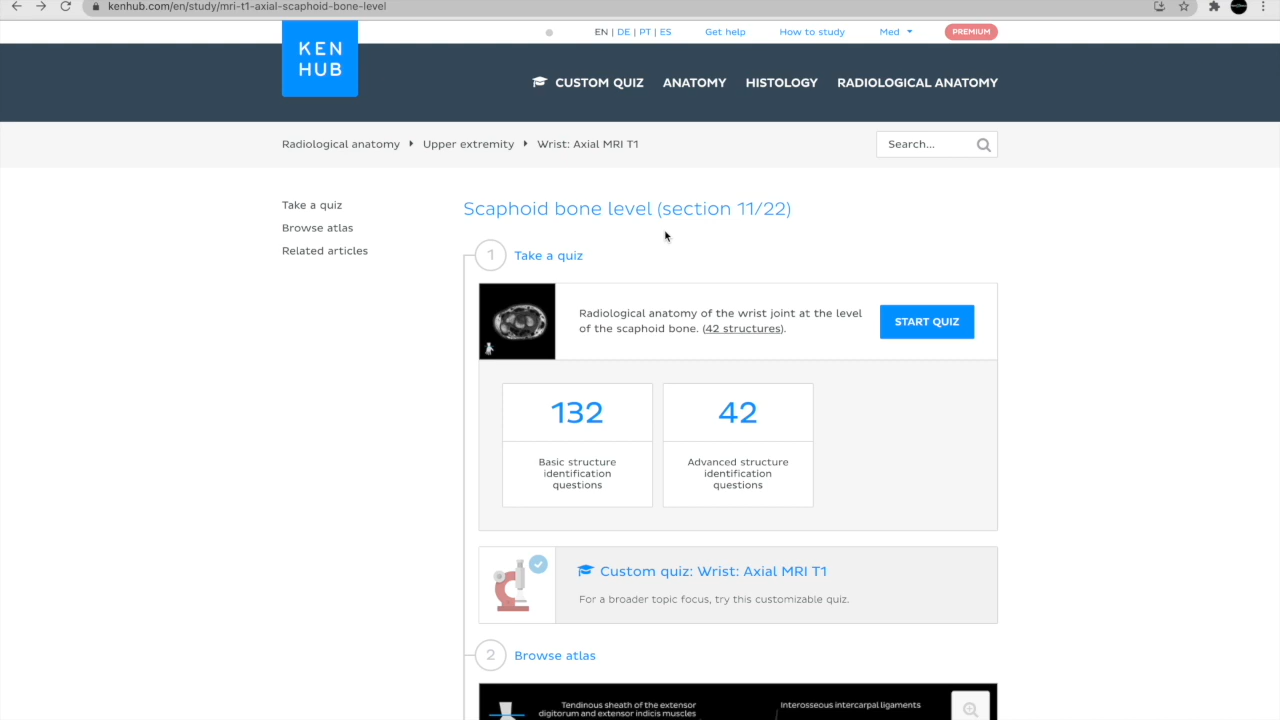 kenhub.com/en/study/mri-t1-axial-scaphoid-bone-level
EN | DE | PT | ES Get help How to study Med PREMIUM
KEN
HUB
CUSTOM QUIZ ANATOMY HISTOLOGY RADIOLOGICAL ANATOMY
Radiological anatomy Upper extremity Wrist: Axial MRI T1 Search...
Take a quiz
Browse atlas
Related articles
Scaphoid bone level (section 11/22)
1 Take a quiz
Radiological anatomy of the wrist joint at the level
of the scaphoid bone. (42 structures).
START QUIZ
132
Basic structure
identification
questions
42
Advanced structure
identification
questions
Custom quiz: Wrist: Axial MRI T1
For a broader topic focus, try this customizable quiz.
2 Browse atlas
Tendinous sheath of the extensor
digitorum and extensor indicis muscles
Interosseous intercarpal ligaments